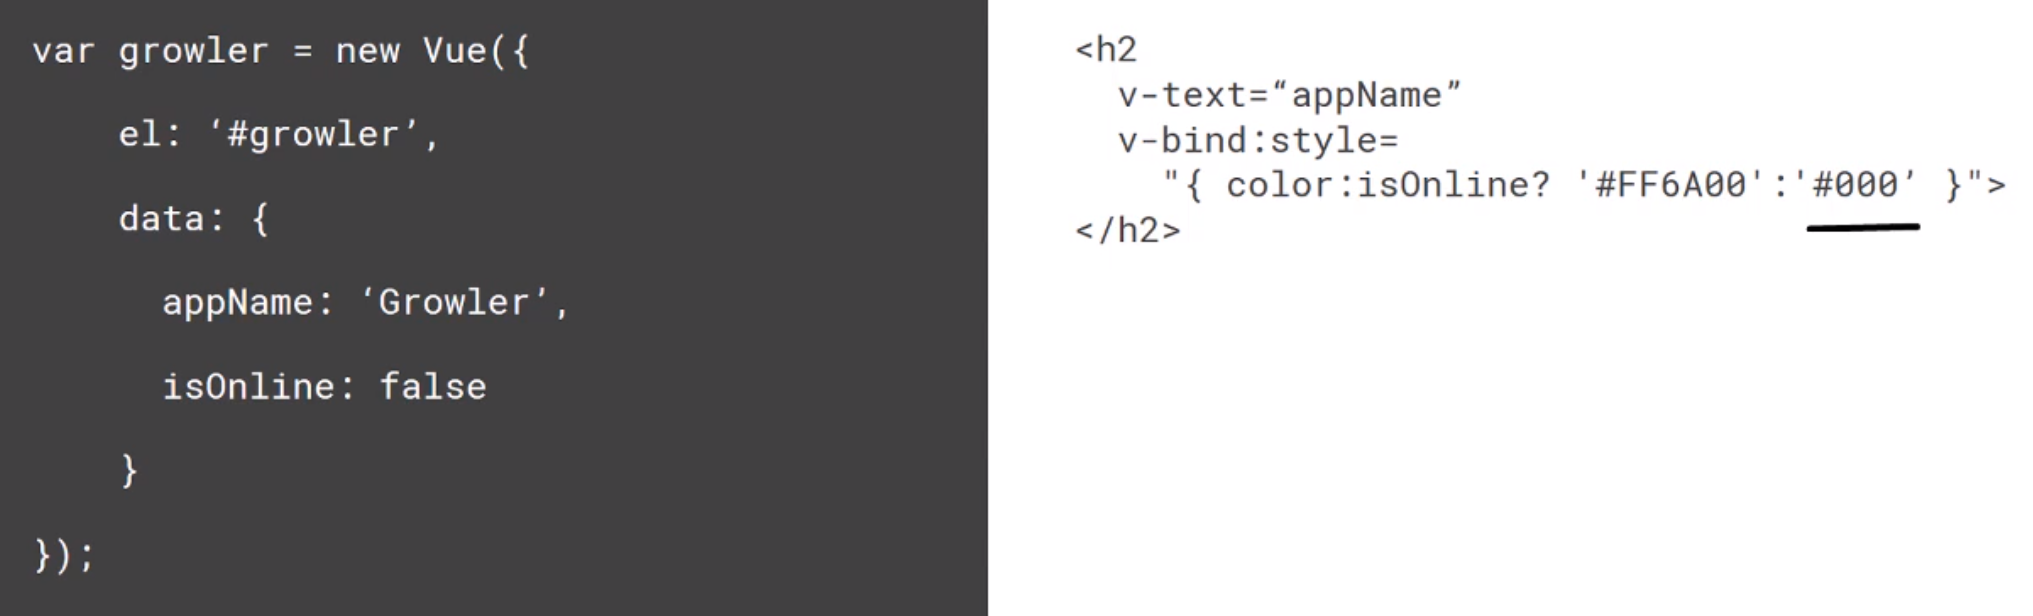 var growler = new Vue({
el: ‘#growler’,
data: {
appName: ‘Growler’,
isOnline: false
}
});
<h2
v-text=“appName”
v-bind:style=
"{ color:isOnline? '#FF6A00':'#000’ }">
</h2>